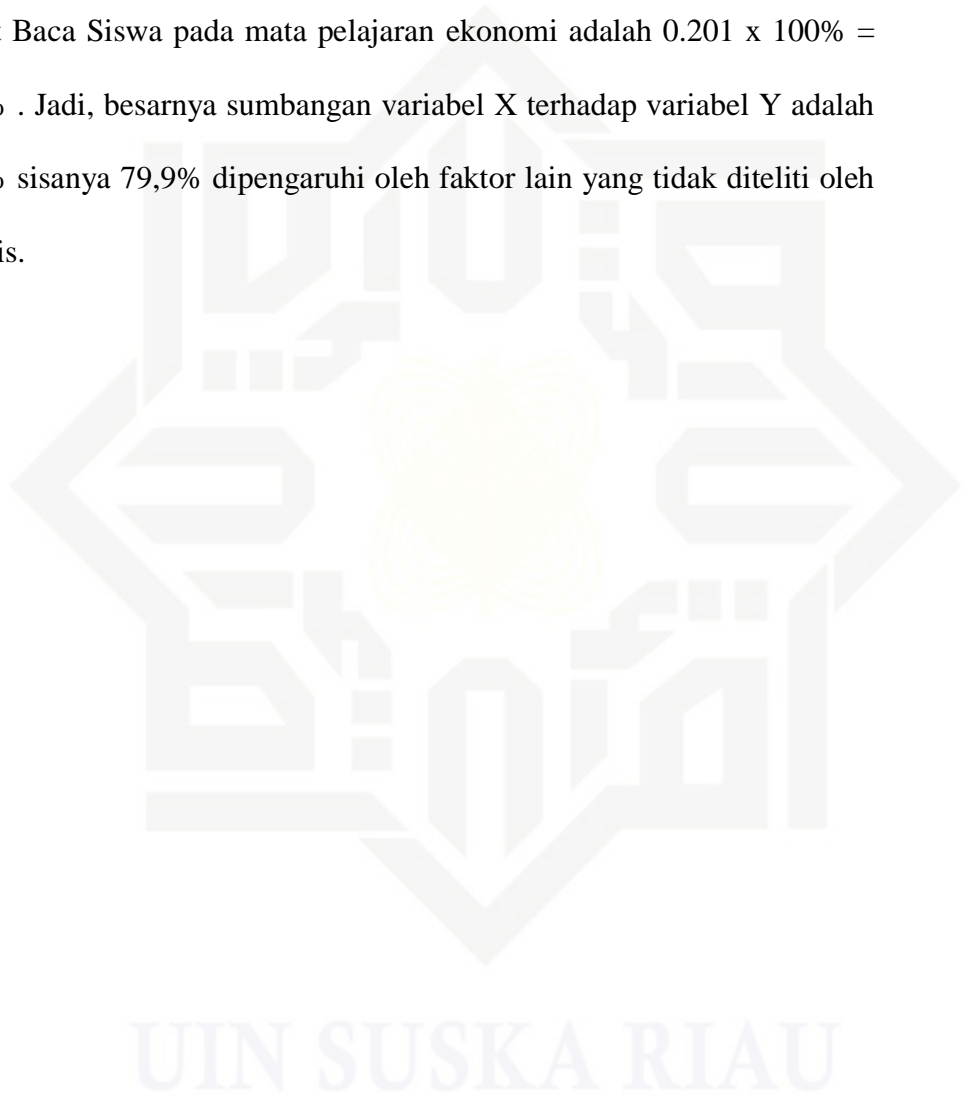 Baca Siswa pada mata pelajaran ekonomi adalah 0.201 x 100% =
. Jadi, besarnya sumbangan variabel X terhadap variabel Y adalah
sisanya 79,9% dipengaruhi oleh faktor lain yang tidak diteliti oleh
UIN SUSKA RIAU